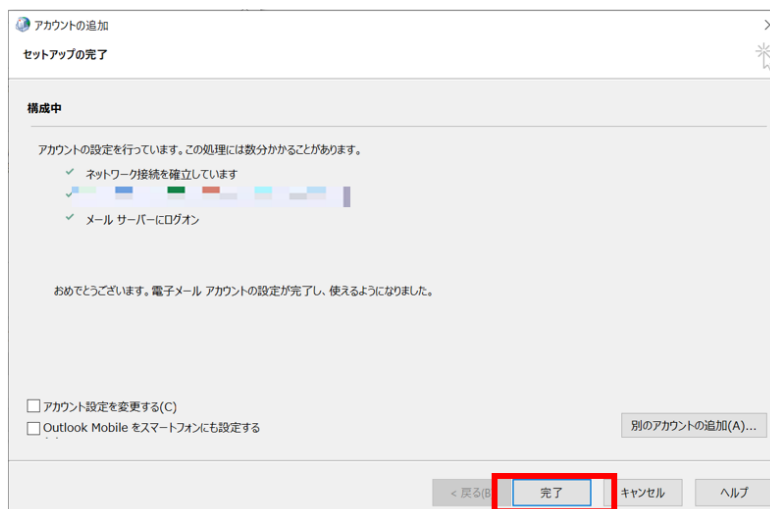 アカウントの追加
セットアップの完了
構成中
アカウントの設定を行っています。この処理には数分かかることがあります。
ネットワーク接続を確立しています
メール サーバーにログオン
おめでとうございます。電子メール アカウントの設定が完了し、使えるようになりました。
アカウント設定を変更する(C)
Outlook Mobile をスマートフォンにも設定する
別のアカウントの追加(A)...
< 戻る(B 完了 キャンセル ヘルプ